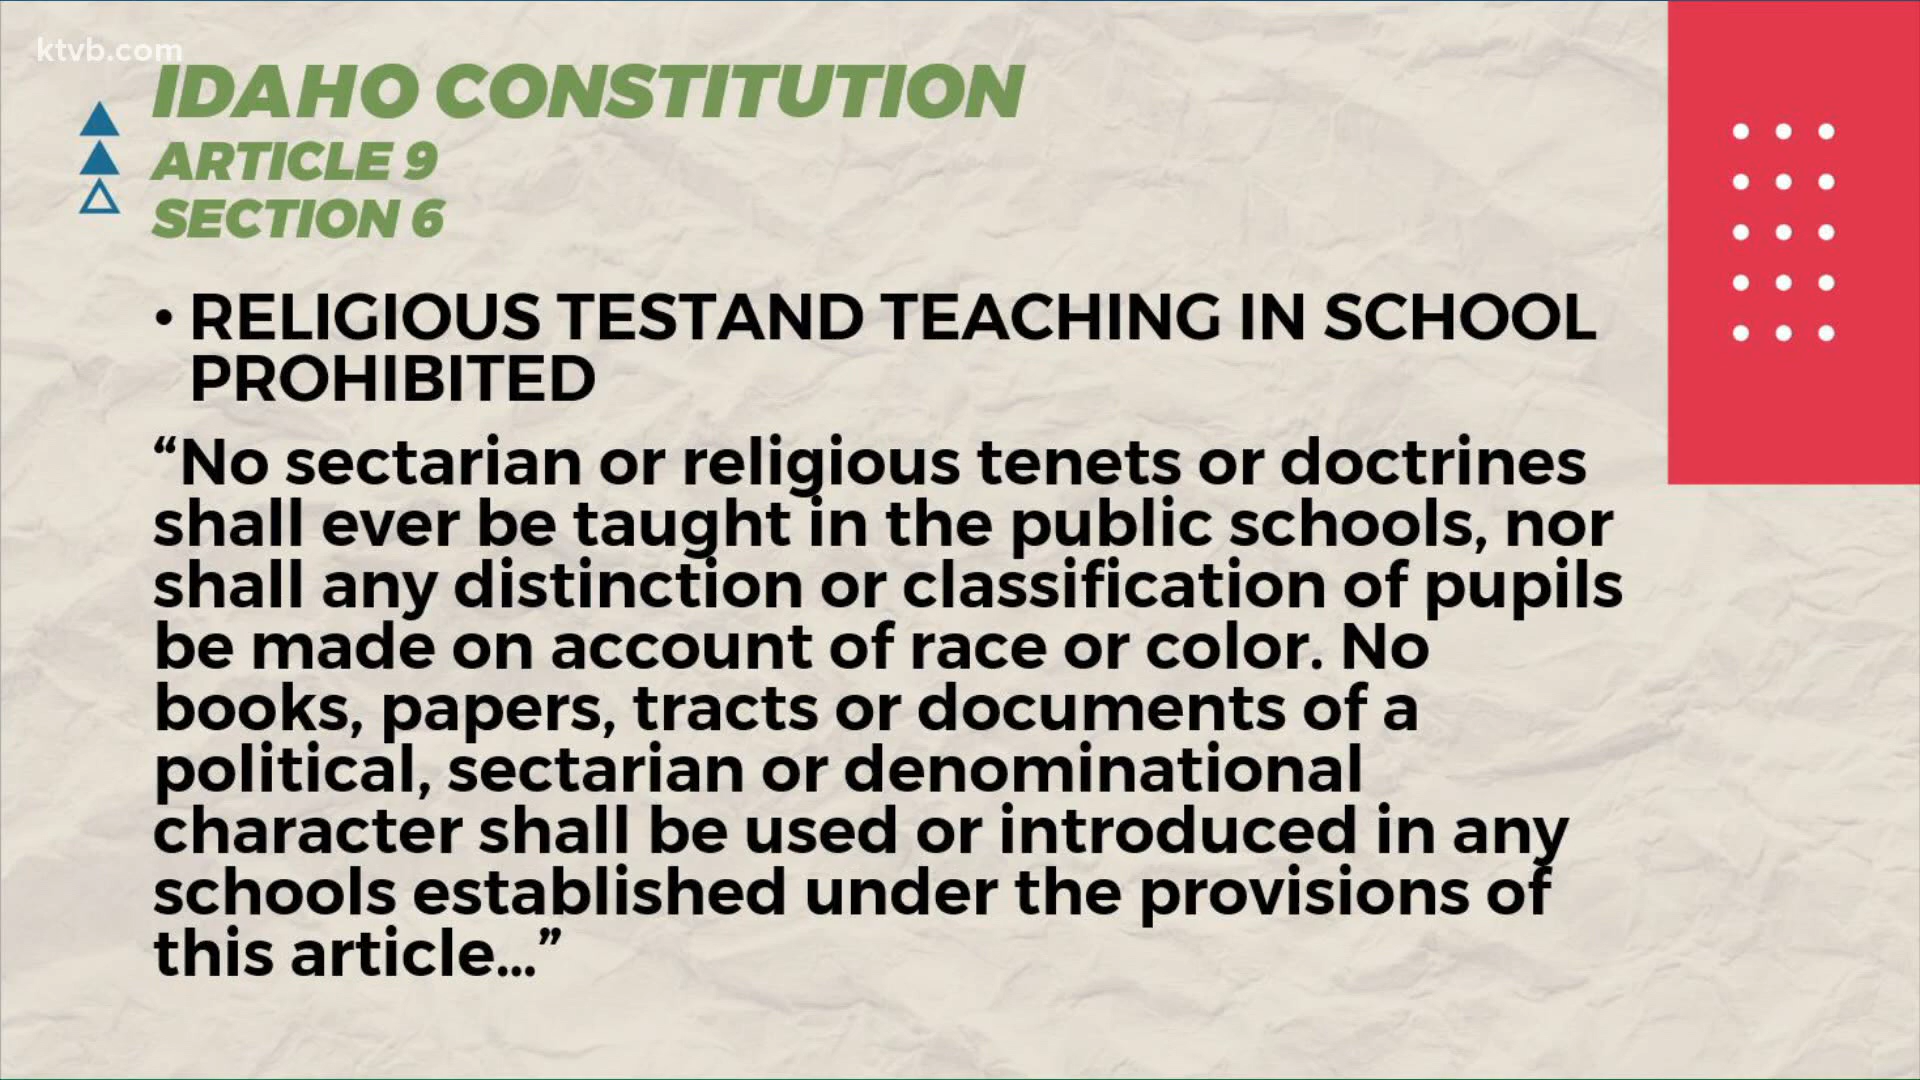 ktvb.com
IDAHO CONSTITUTION
ARTICLE 9
SECTION 6
• RELIGIOUS TESTAND TEACHING IN SCHOOL
PROHIBITED
“No sectarian or religious tenets or doctrines
shall ever be taught in the public schools, nor
shall any distinction or classification of pupils
be made on account of race or color. No
books, papers, tracts or documents of a
political, sectarian or denominational
character shall be used or introduced in any
schools established under the provisions of
this article...”